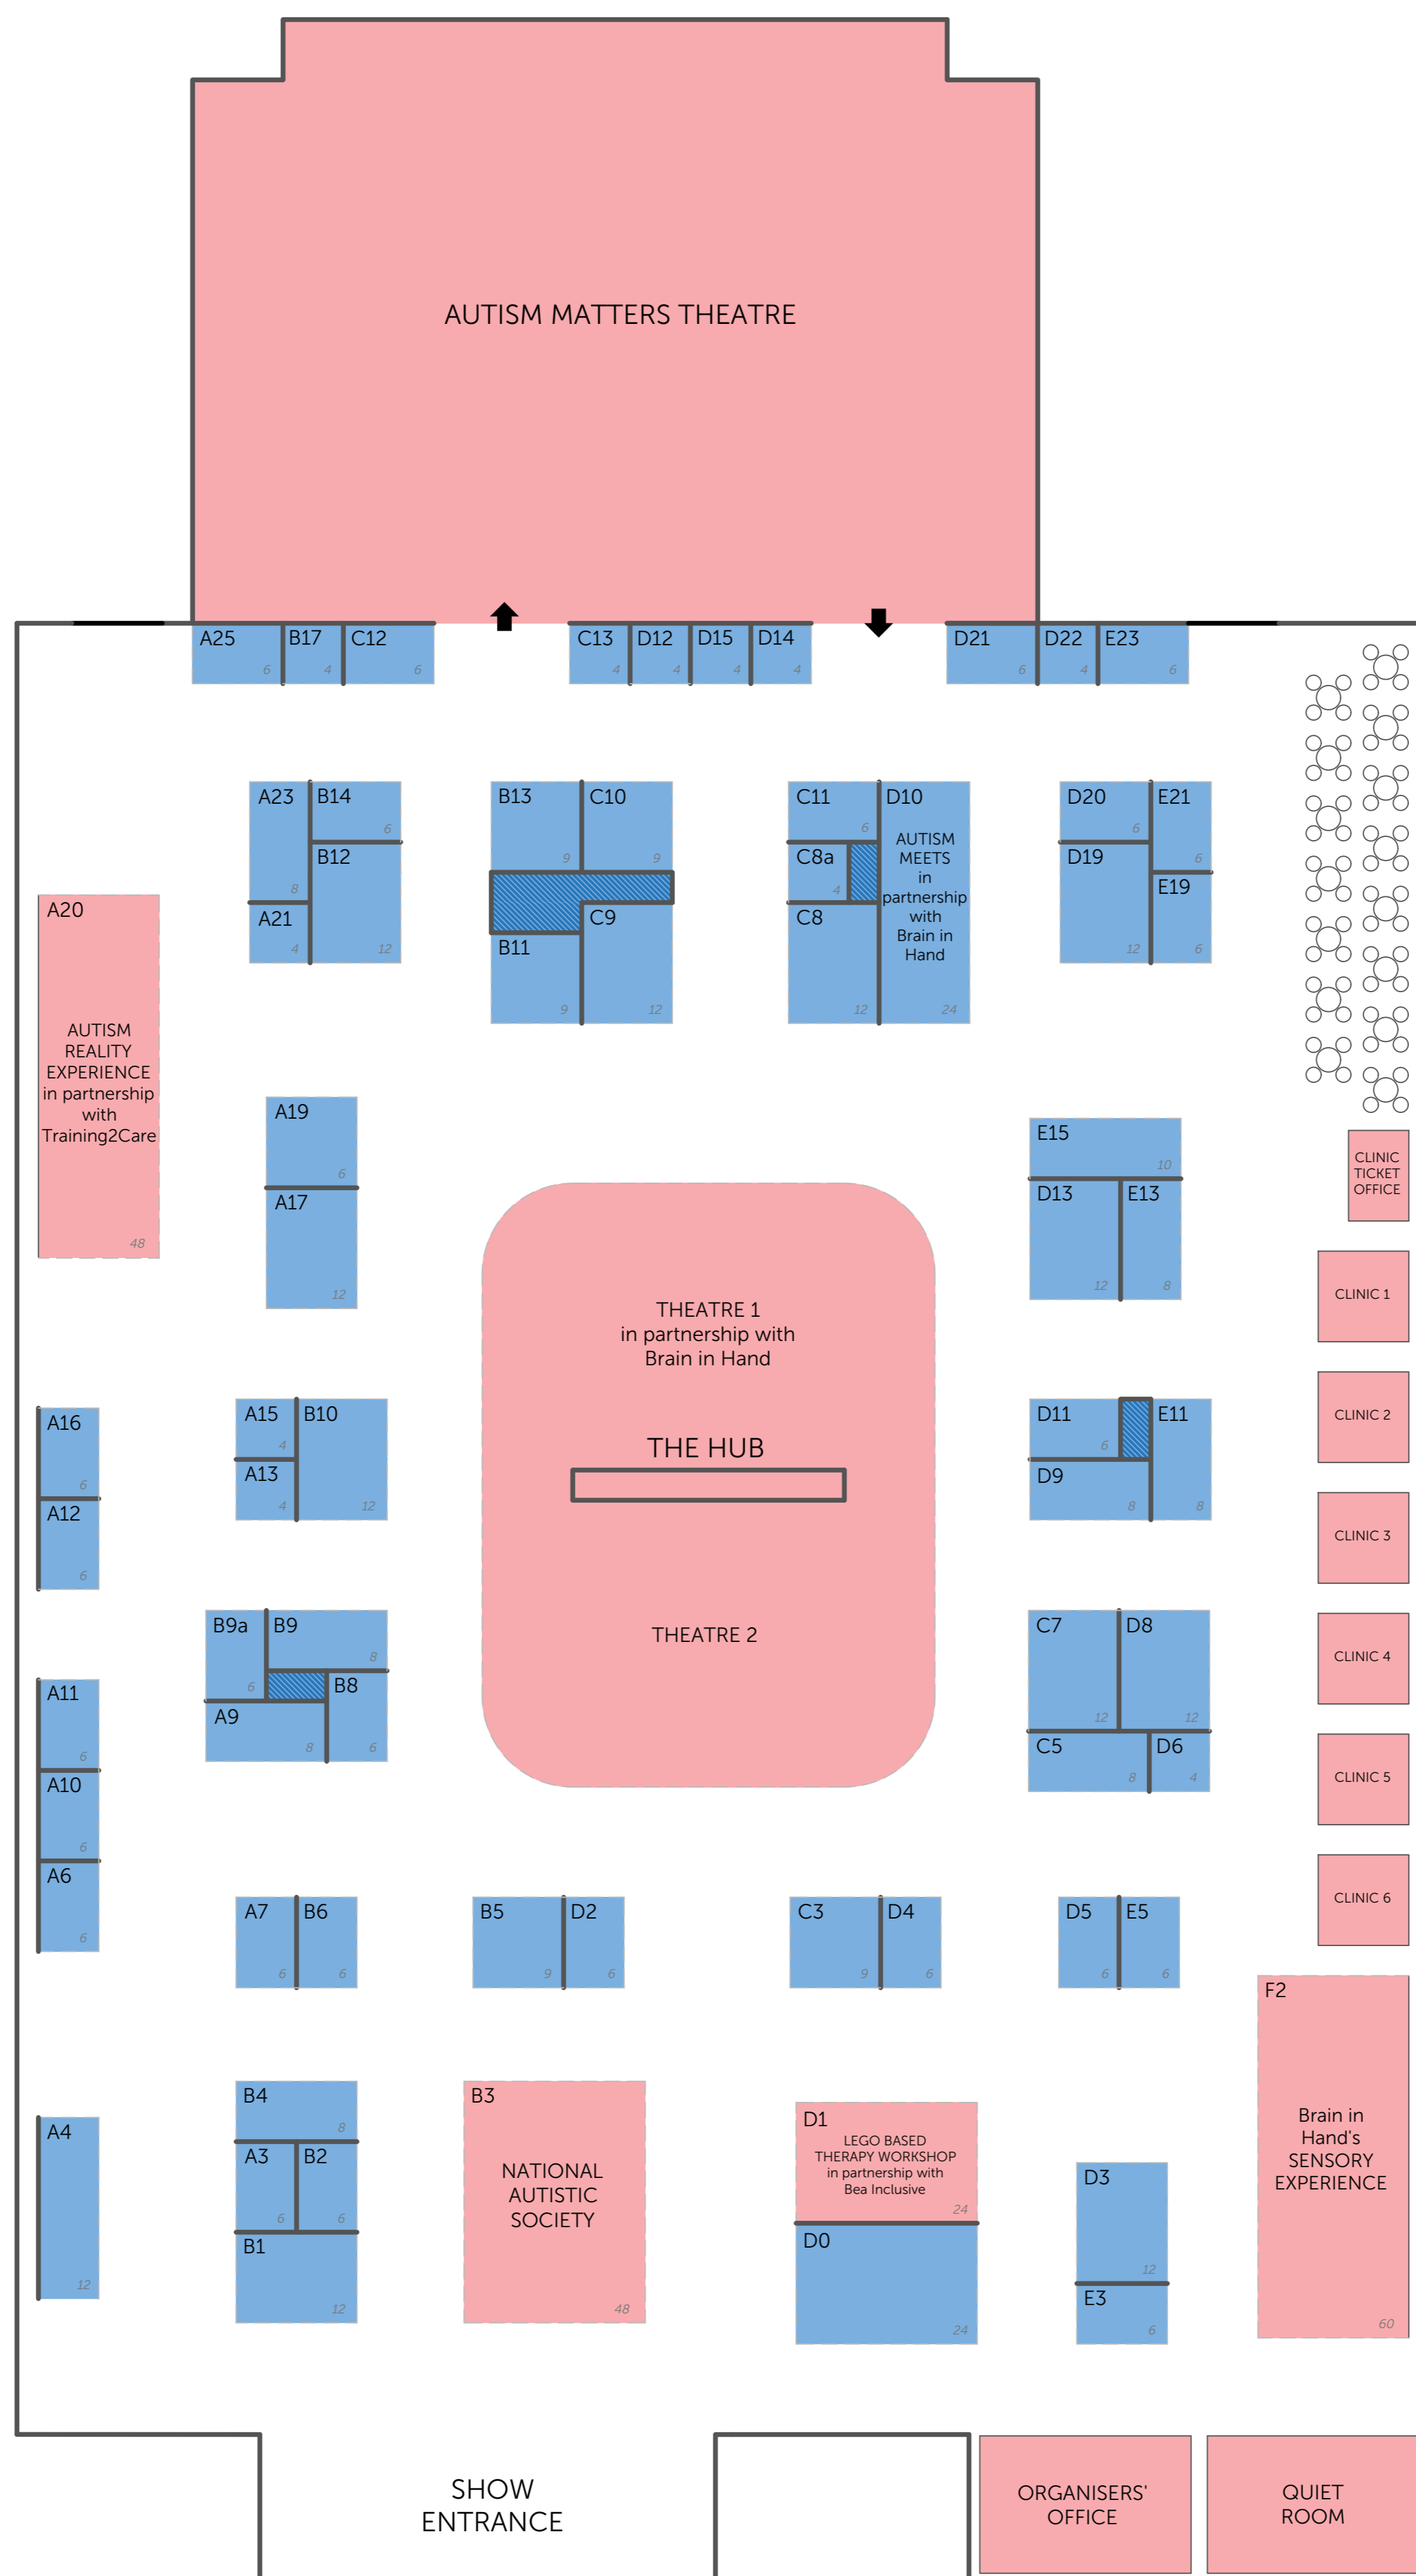 AUTISM MATTERS THEATRE
A25
6
B17
4
C12
6
C13
4
D12
4
D15
4
D14
4
D21
6
D22
4
E23
6
A23
8
B14
6
B12
12
A21
4
B13
9
C10
9
C9
12
B11
9
C11
6
C8a
4
C8
12
D10
AUTISM
MEETS
in
partnership
with
Brain in
Hand
24
D20
6
D19
12
E21
6
E19
6
A20
AUTISM
REALITY
EXPERIENCE
in partnership
with
Training2Care
48
A19
6
A17
12
E15
10
D13
12
E13
8
CLINIC
TICKET
OFFICE
CLINIC 1
THEATRE 1
in partnership with
Brain in Hand
THE HUB
THEATRE 2
A16
6
A12
6
A15
4
A13
4
B10
12
D11
6
D9
8
E11
8
CLINIC 2
CLINIC 3
B9a
6
B9
8
B8
6
A9
8
C7
12
D8
12
C5
8
D6
4
CLINIC 4
CLINIC 5
CLINIC 6
A11
6
A10
6
A6
6
A7
6
B6
6
B5
9
D2
6
C3
9
D4
6
D5
6
E5
6
F2
Brain in
Hand's
SENSORY
EXPERIENCE
60
A4
12
B4
8
A3
6
B2
6
B1
12
B3
NATIONAL
AUTISTIC
SOCIETY
48
D1
LEGO BASED
THERAPY WORKSHOP
in partnership with
Bea Inclusive
24
D0
24
D3
12
E3
6
SHOW
ENTRANCE
ORGANISERS'
OFFICE
QUIET
ROOM